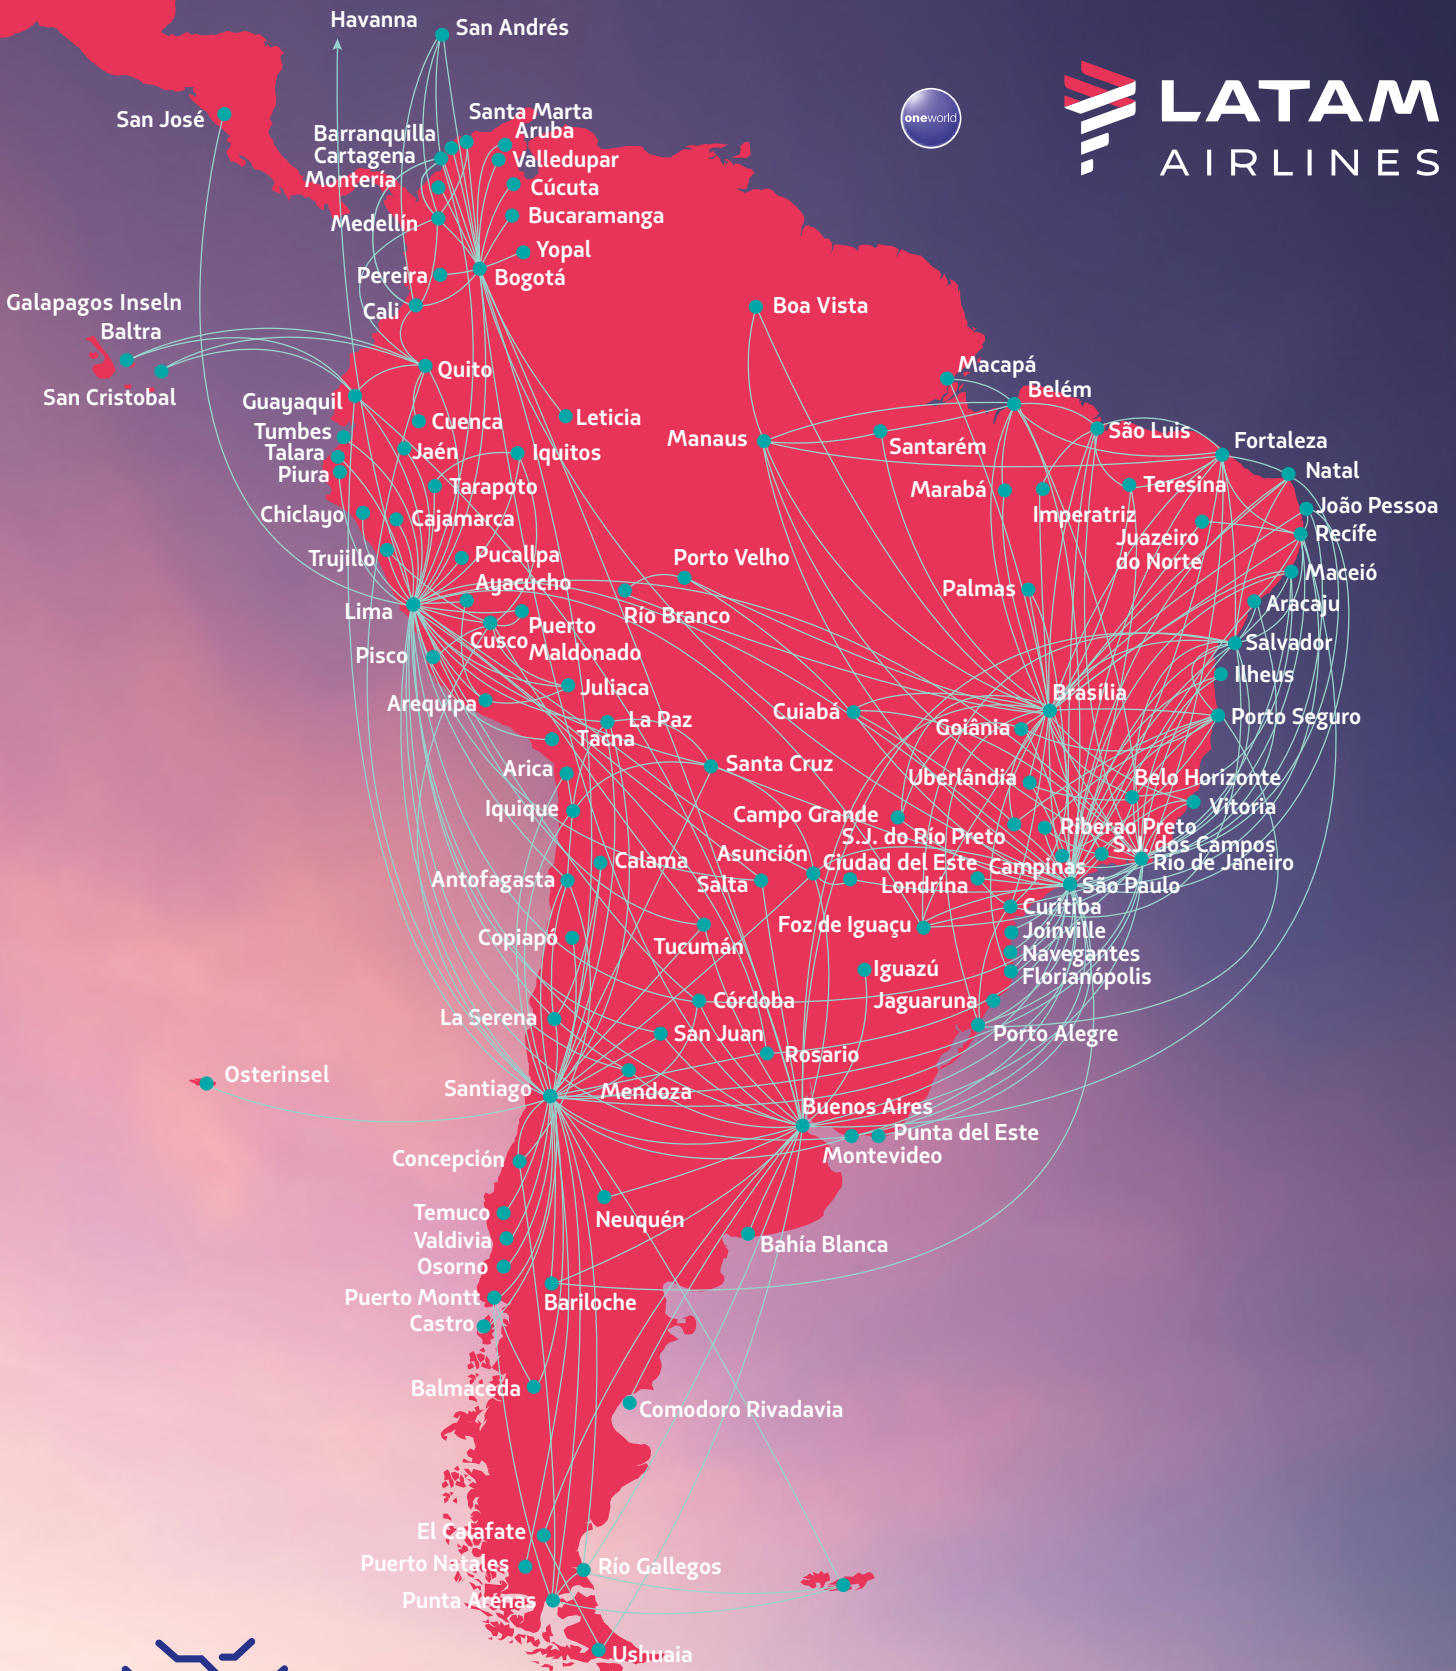 Havanna
San Andrés
oneworld
LATAM
AIRLINES
San José
Santa Marta
Barranquilla
Aruba
Cartagena
Valledupar
Montería
Cúcuta
Medellín
Bucaramanga
Yopal
Pereira
Bogotá
Galapagos Inseln
Baltra
Cali
Boa Vista
San Cristobal
Quito
Macapá
Belém
Guayaquil
Cuenca
Leticia
Tumbes
Manaus
Santarém
São Luis
Fortaleza
Talara
Jaén
Iquitos
Piura
Natal
Tarapoto
Marabá
Teresina
João Pessoa
Chiclayo
Cajamarca
Imperatriz
Juazeiro
do Norte
Recífe
Trujillo
Pucallpa
Porto Velho
Maceió
Ayacucho
Palmas
Aracaju
Lima
Río Branco
Puerto
Maldonado
Cusco
Salvador
Pisco
Ilheus
Juliaca
Brasília
Arequipa
La Paz
Cuiabá
Goiânia
Porto Seguro
Tacna
Arica
Santa Cruz
Uberlândia
Belo Horizonte
Iquique
Campo Grande
Vitoria
S.J. do Río Preto
Riberao Preto
Calama
Asunción
Ciudad del Este
Campinas
S.J. dos Campos
Rio de Janeiro
Antofagasta
Salta
Londrina
São Paulo
Curitiba
Copiapó
Tucumán
Foz de Iguaçu
Joinville
Navegantes
Iguazú
Florianópolis
Córdoba
Jaguaruna
La Serena
San Juan
Porto Alegre
Rosario
Osterinsel
Santiago
Mendoza
Buenos Aires
Punta del Este
Montevideo
Concepción
Temuco
Neuquén
Valdivia
Bahía Blanca
Osorno
Puerto Montt
Bariloche
Castro
Balmaceda
Comodoro Rivadavia
El Calafate
Puerto Natales
Río Gallegos
Punta Arenas
Ushuaia